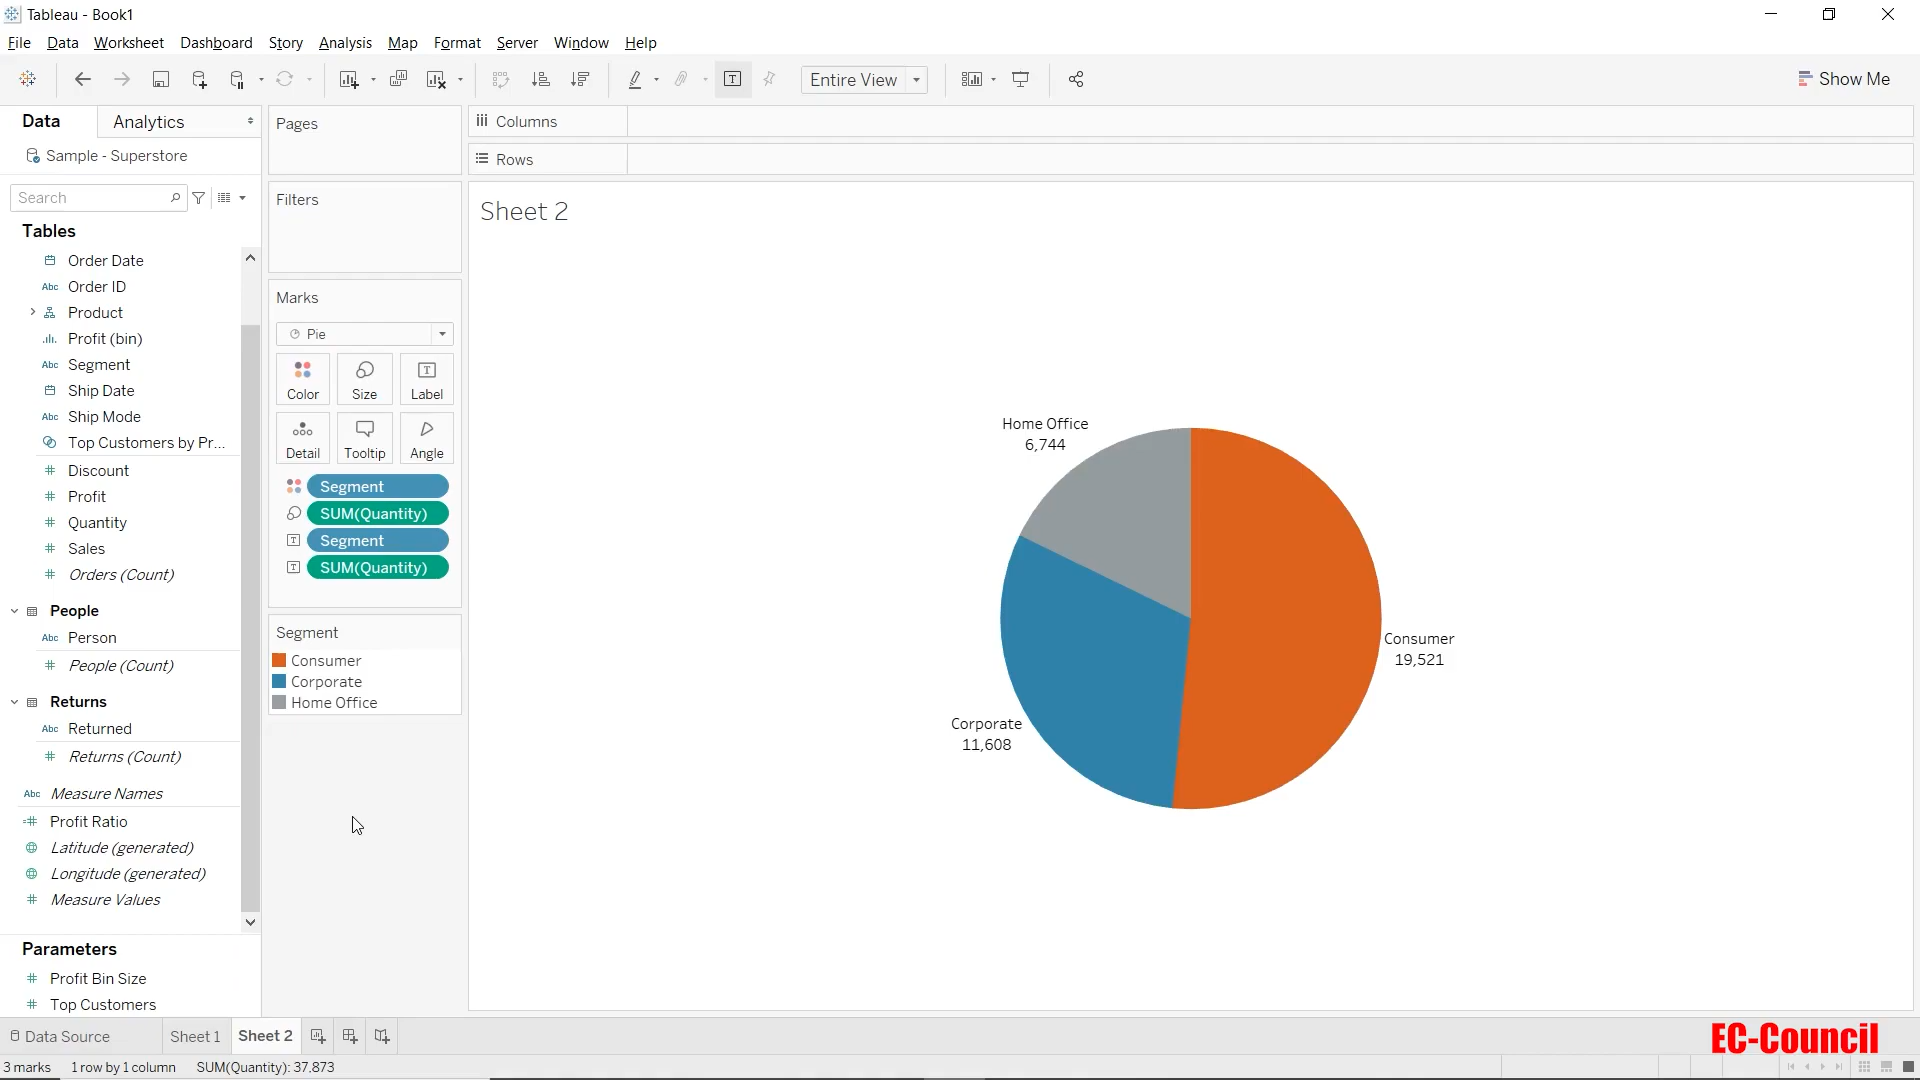 Tableau - Book1
File Data Worksheet Dashboard Story Analysis Map Format Server Window Help
Entire View
Show Me
Data Analytics
Sample - Superstore
Search
Tables
Order Date
Abc Order ID
Product
Profit (bin)
Abc Segment
Ship Date
Abc Ship Mode
Top Customers by Pr...
# Discount
# Profit
# Quantity
# Sales
# Orders (Count)
People
Abc Person
# People (Count)
Returns
Abc Returned
# Returns (Count)
Abc Measure Names
=# Profit Ratio
Latitude (generated)
Longitude (generated)
# Measure Values
Parameters
# Profit Bin Size
# Top Customers
Pages
Filters
Marks
Pie
Color Size Label
Detail Tooltip Angle
Segment
SUM(Quantity)
T Segment
T SUM(Quantity)
Segment
Consumer
Corporate
Home Office
Columns
Rows
Sheet 2
Home Office
6,744
Consumer
19,521
Corporate
11,608
Data Source Sheet 1 Sheet 2
EC-Council
3 marks 1 row by 1 column SUM(Quantity): 37,873